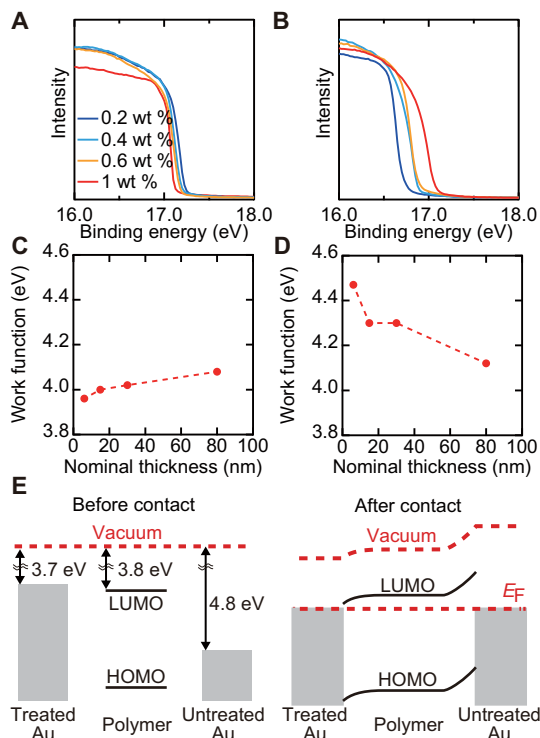 A
Intensity
0.2 wt %
0.4 wt %
0.6 wt %
1 wt %
16.0 17.0 18.0
Binding energy (eV)
B
Intensity
16.0 17.0 18.0
Binding energy (eV)
C
Work function (eV)
4.6
4.4
4.2
4.0
3.8
0 20 40 60 80 100
Nominal thickness (nm)
D
Work function (eV)
4.6
4.4
4.2
4.0
3.8
0 20 40 60 80 100
Nominal thickness (nm)
E
Before contact
Vacuum
3.7 eV
3.8 eV
LUMO
4.8 eV
HOMO
Treated
Au
Polymer
Untreated
Au
After contact
Vacuum
LUMO
EF
HOMO
Treated
Au
Polymer
Untreated
Au